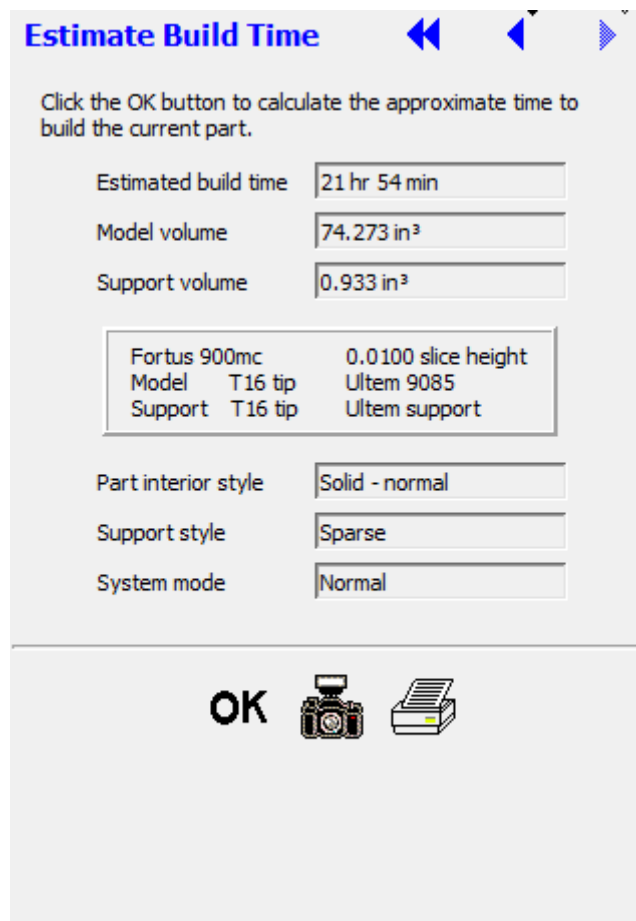 Estimate Build Time
Click the OK button to calculate the approximate time to
build the current part.
Estimated build time 21 hr 54 min
Model volume 74.273 in³
Support volume 0.933 in³
Fortus 900mc 0.0100 slice height
Model T16 tip Ultem 9085
Support T16 tip Ultem support
Part interior style Solid - normal
Support style Sparse
System mode Normal
OK